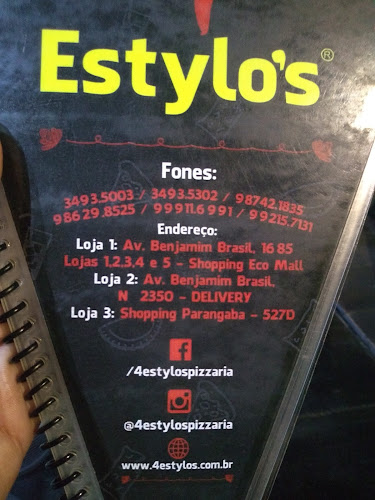 Estylo's®
Fones:
3493.5003 / 3493.5302 / 98742.1835
98629.8525 / 99911.6991 / 99215.7131
Endereço:
Loja 1: Av. Benjamim Brasil, 1685
Lojas 1,2,3,4 e 5 - Shopping Eco Mall
Loja 2: Av. Benjamim Brasil,
N 2350 - DELIVERY
Loja 3: Shopping Parangaba - 527D
/4estylospizzaria
@4estylospizzaria
www.4estylos.com.br